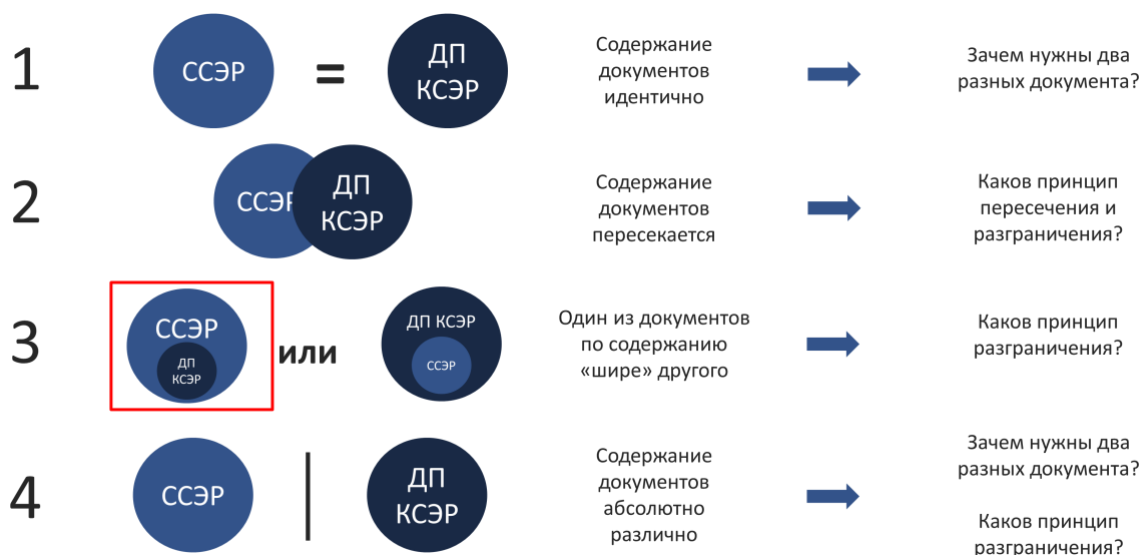 1
ССЭР
=
ДП
КСЭР
Содержание
документов
идентично
Зачем нужны два
разных документа?
2
ССЭР
ДП
КСЭР
Содержание
документов
пересекается
Каков принцип
пересечения и
разграничения?
3
ССЭР
ДП
КСЭР
или
ДП КСЭР
ССЭР
Один из документов
по содержанию
«шире» другого
Каков принцип
разграничения?
4
ССЭР
ДП
КСЭР
Содержание
документов
абсолютно
различно
Зачем нужны два
разных документа?
Каков принцип
разграничения?